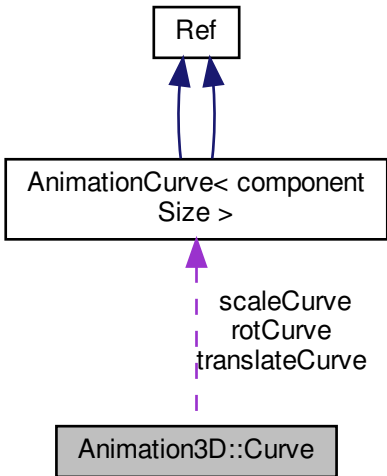 Ref
AnimationCurve< component
Size >
scaleCurve
rotCurve
translateCurve
Animation3D::Curve